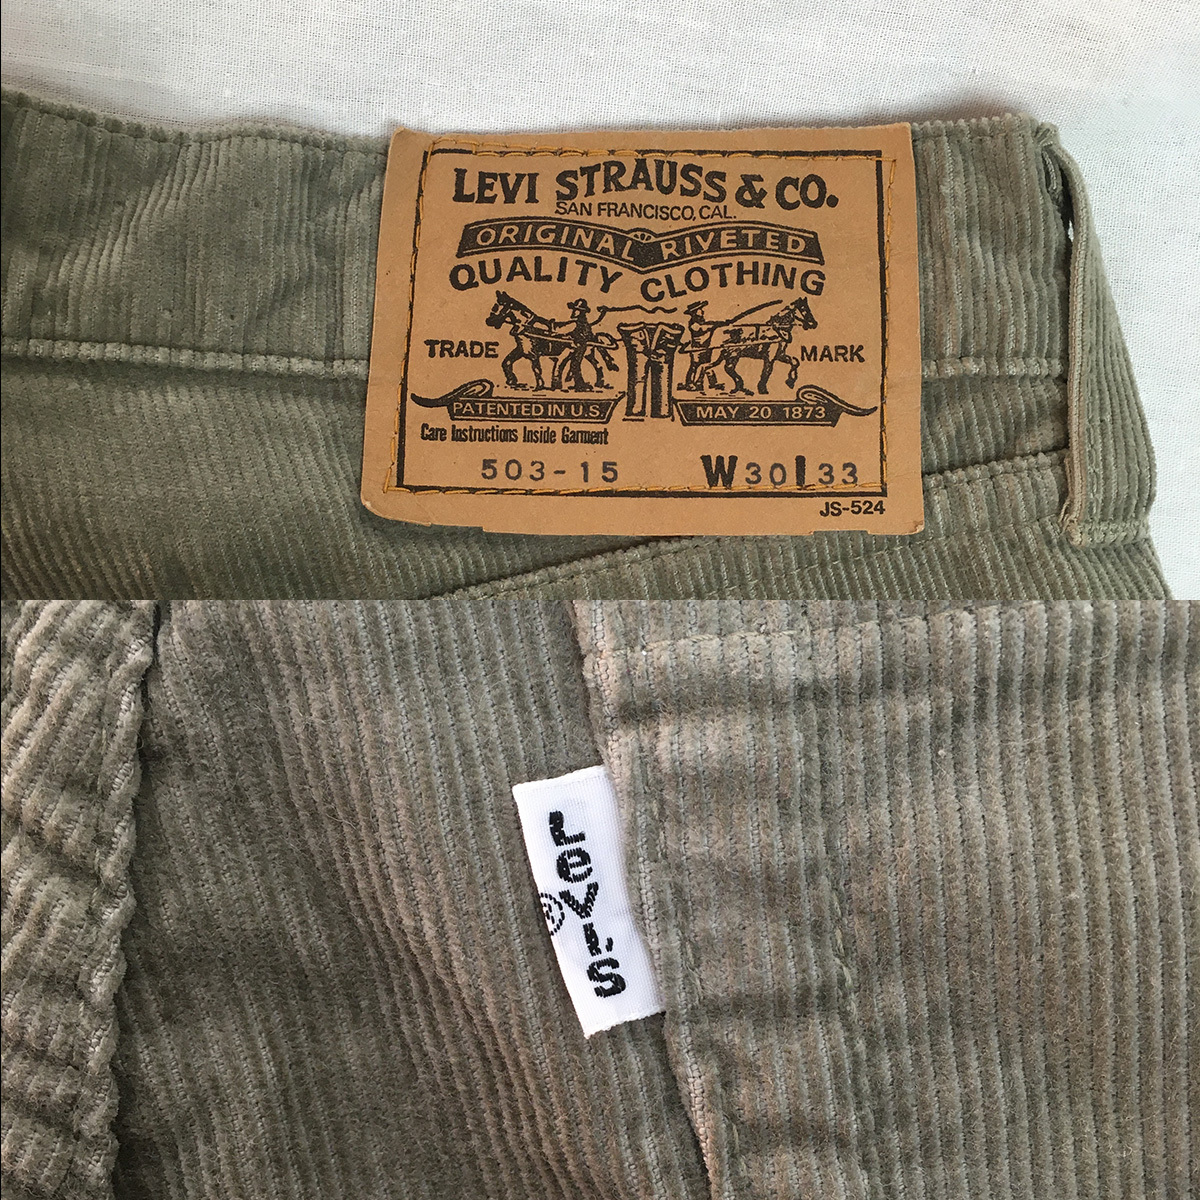 LEVI STRAUSS & CO.
SAN FRANCISCO, CAL.
ORIGINAL RIVETED
QUALITY CLOTHING
TRADE MARK
PATENTED IN U.S. MAY 20 1873
Care Instructions Inside Garment
503-15 W30 L33
JS-524
LeVi'S
®